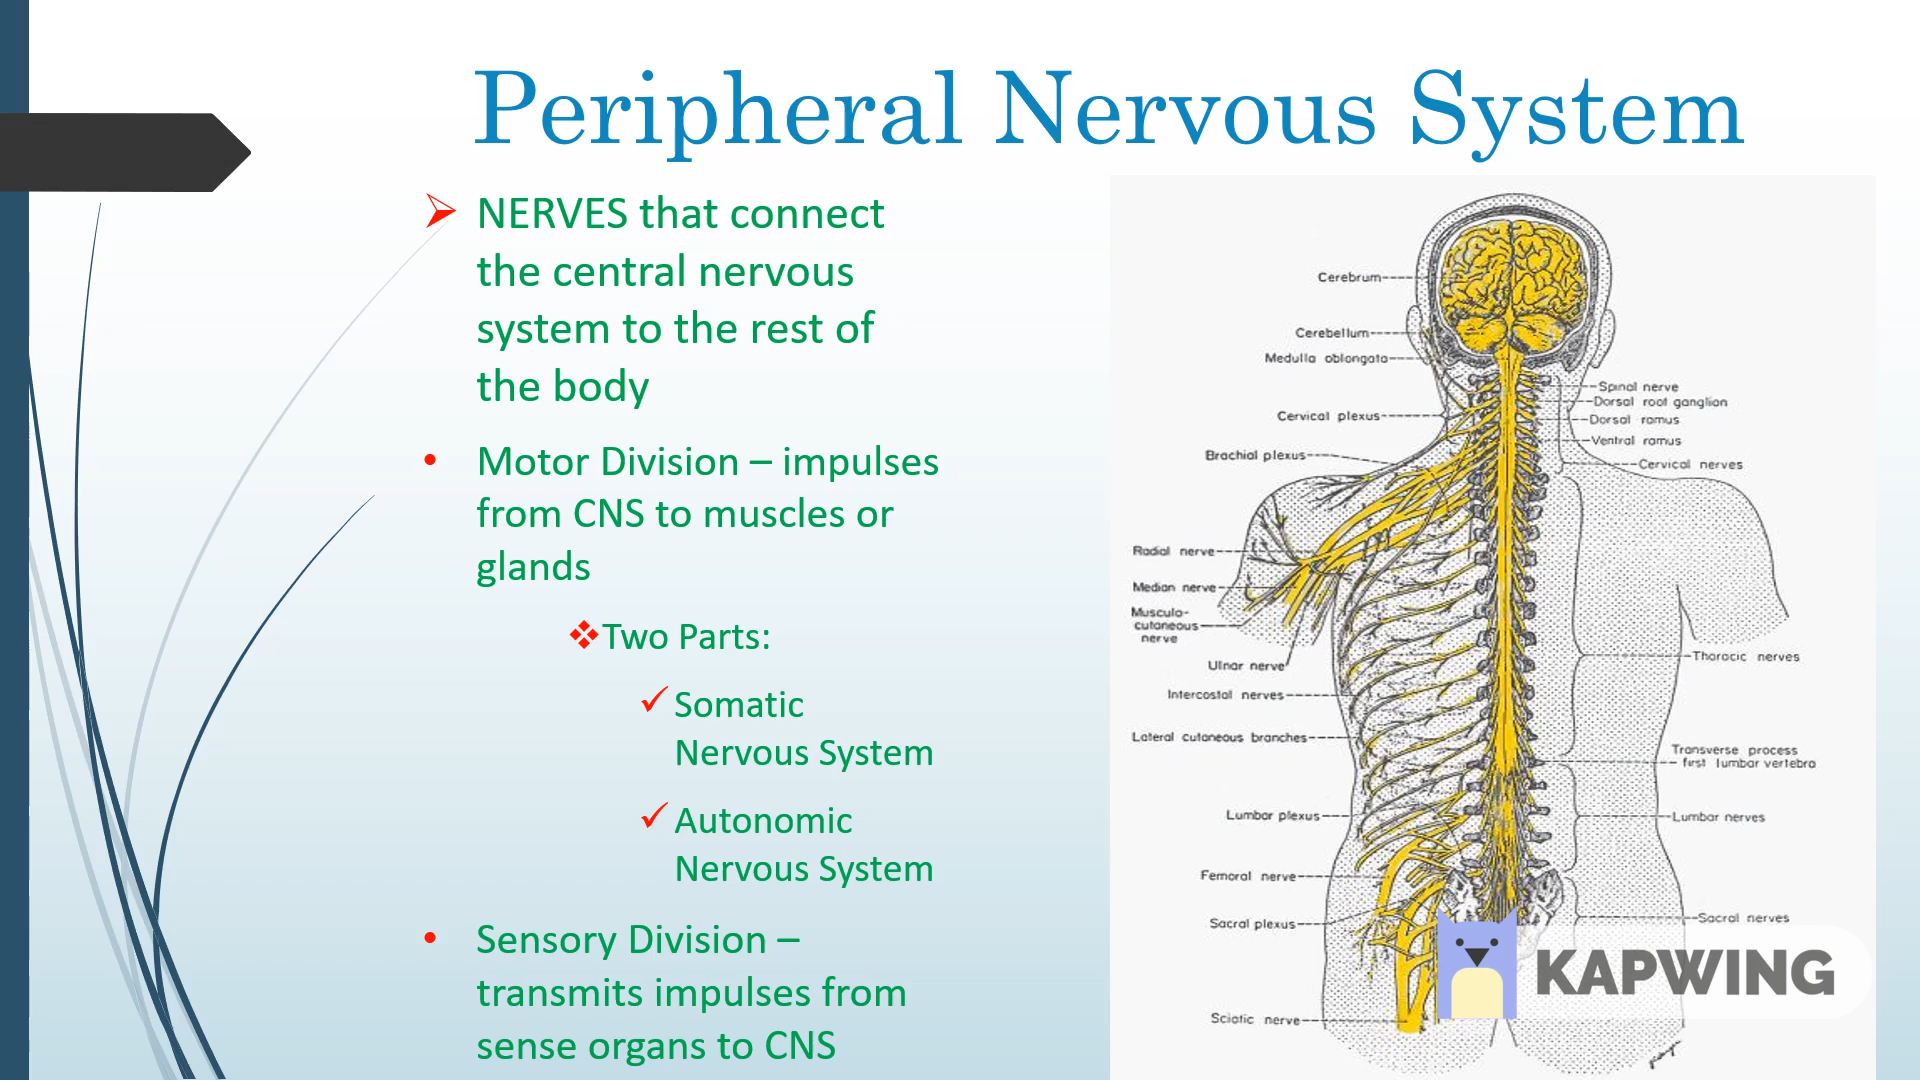 Peripheral Nervous System
NERVES that connect
the central nervous
system to the rest of
the body
Motor Division – impulses
from CNS to muscles or
glands
Two Parts:
Somatic
Nervous System
Autonomic
Nervous System
Sensory Division –
transmits impulses from
sense organs to CNS
Cerebrum
Cerebellum
Medulla oblongata
Cervical plexus
Brachial plexus
Radial nerve
Median nerve
Musculo-
cutaneous
nerve
Ulnar nerve
Intercostal nerves
Lateral cutaneous branches
Lumbar plexus
Femoral nerve
Sacral plexus
Sciatic nerve
Spinal nerve
Dorsal root ganglion
Dorsal ramus
Ventral ramus
Cervical nerves
Thoracic nerves
Transverse process
first lumbar vertebra
Lumbar nerves
Sacral nerves
KAPWING